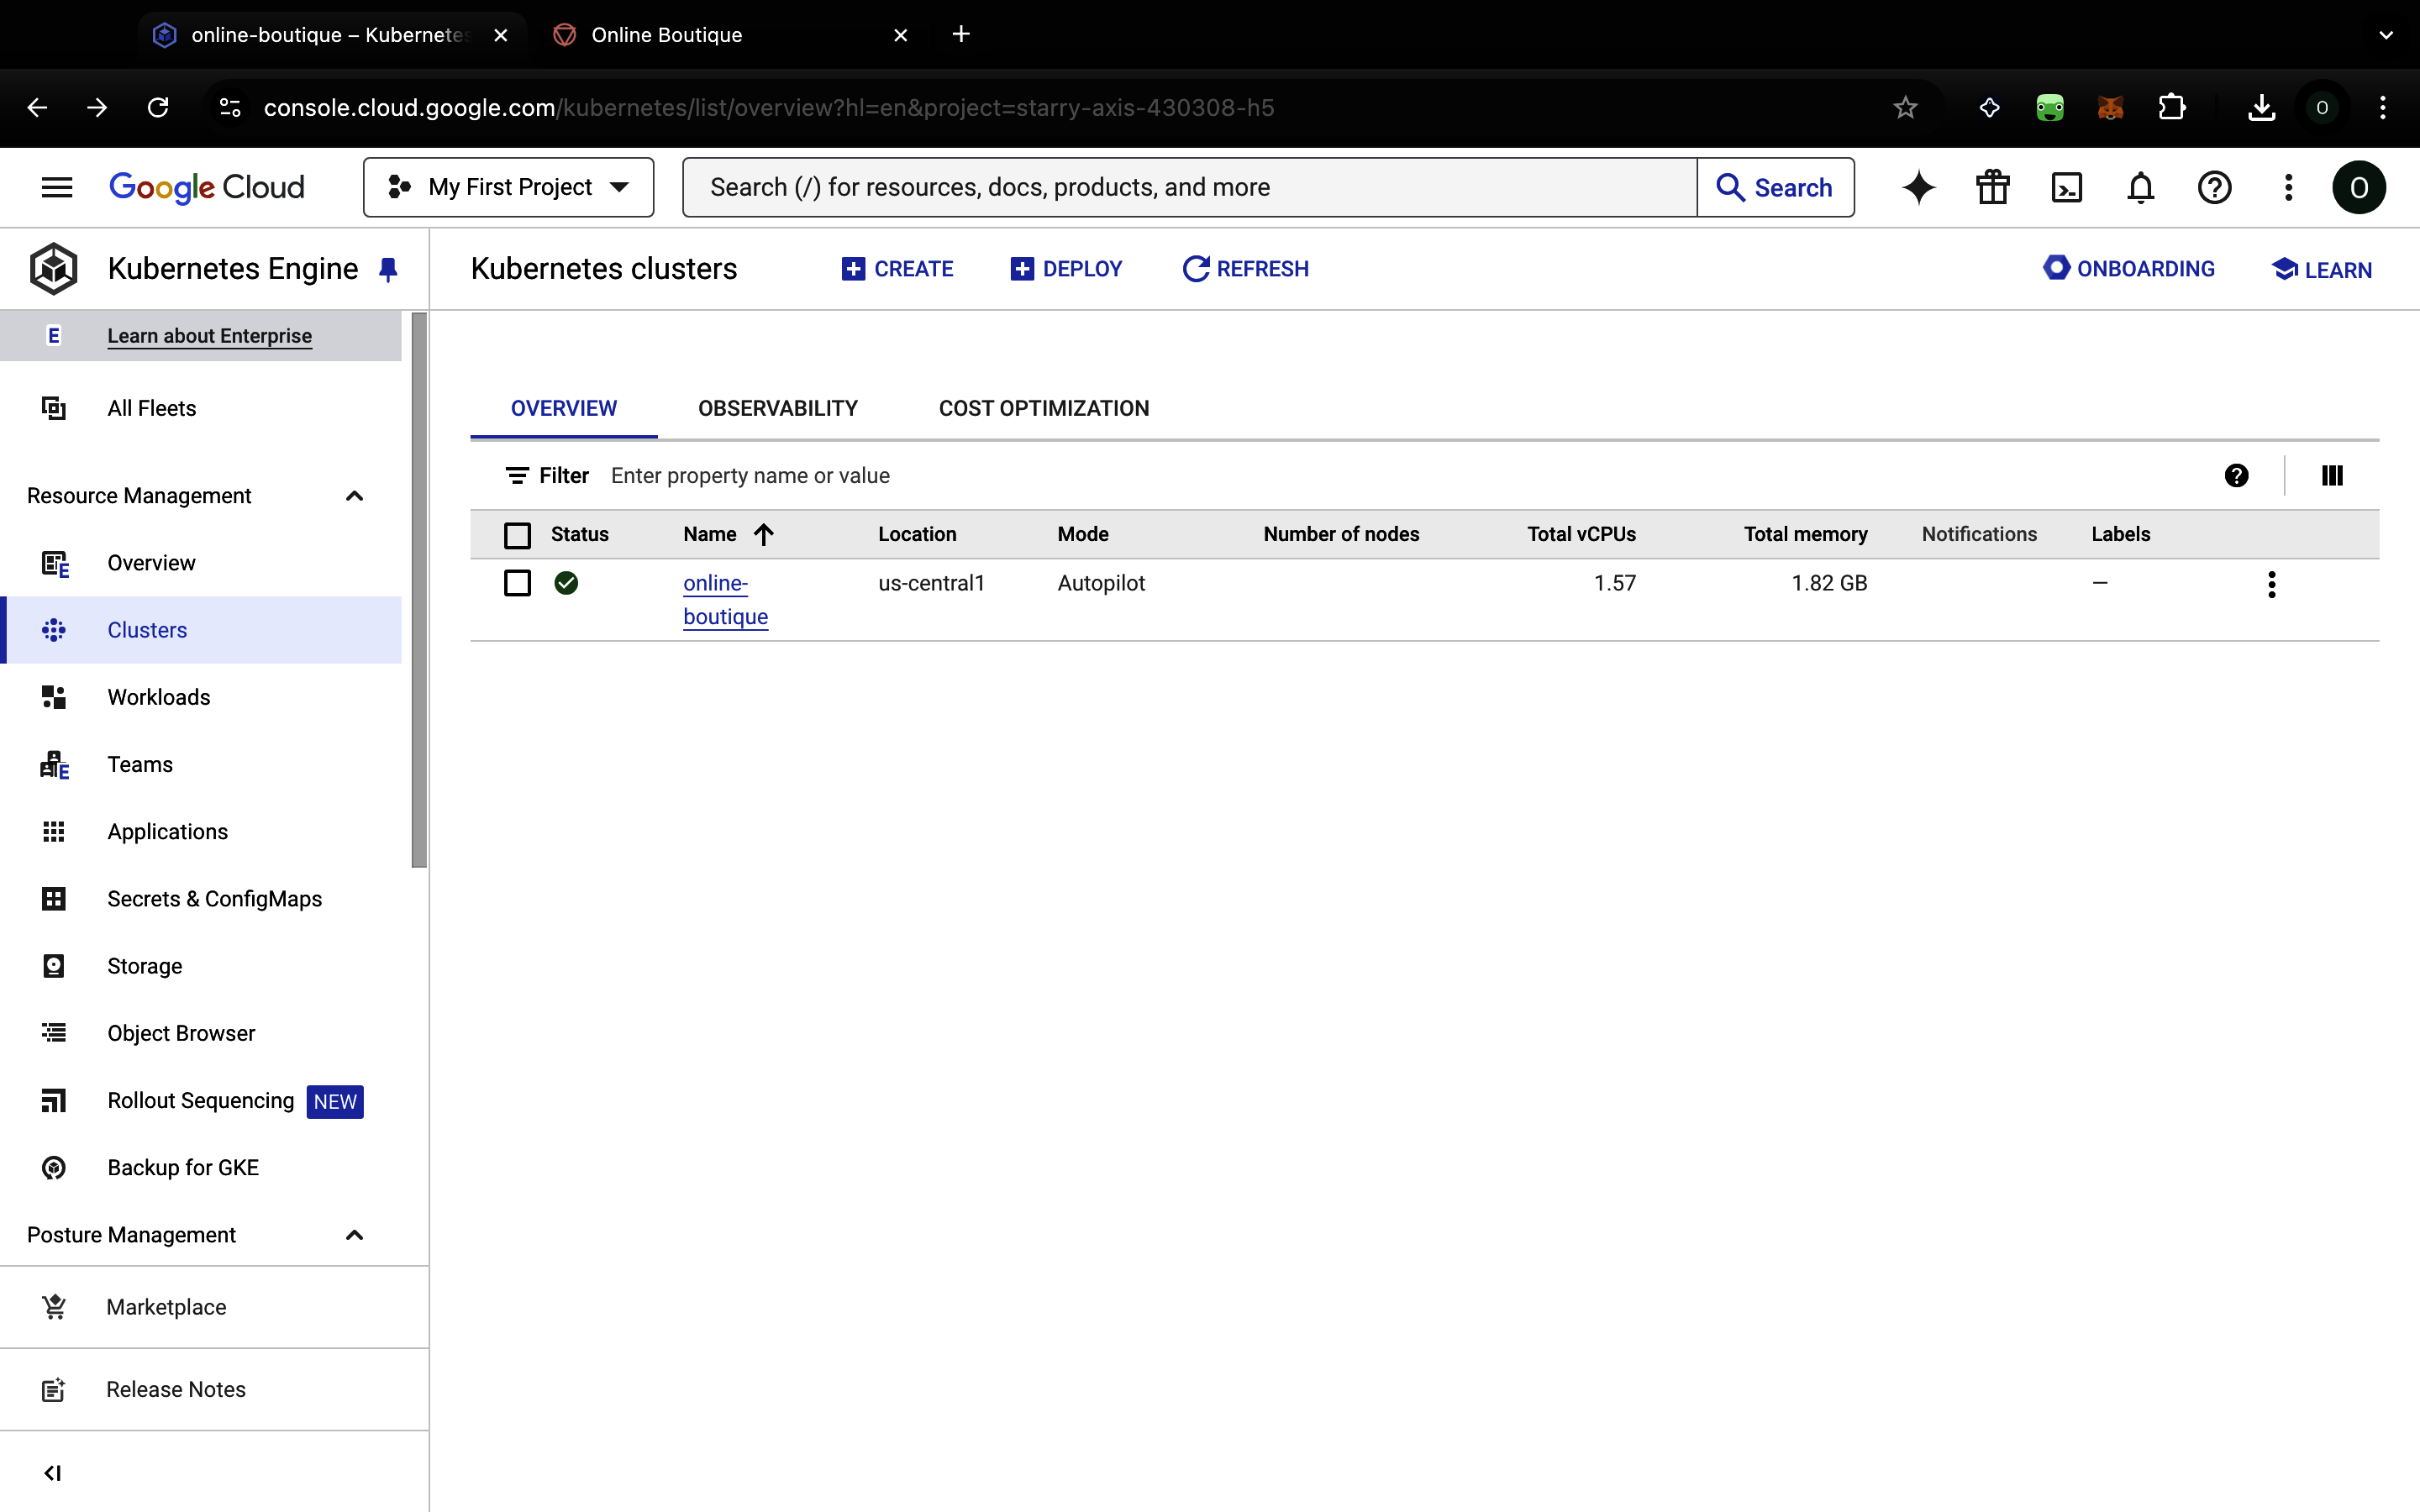 online-boutique – Kubernetes
Online Boutique
console.cloud.google.com/kubernetes/list/overview?hl=en&project=starry-axis-430308-h5
O
Google Cloud
My First Project
Search (/) for resources, docs, products, and more
Search
O
Kubernetes Engine
Kubernetes clusters
CREATE
DEPLOY
REFRESH
ONBOARDING
LEARN
E
Learn about Enterprise
All Fleets
Resource Management
E
Overview
Clusters
Workloads
E
Teams
Applications
Secrets & ConfigMaps
Storage
Object Browser
Rollout Sequencing NEW
Backup for GKE
Posture Management
Marketplace
Release Notes
OVERVIEW
OBSERVABILITY
COST OPTIMIZATION
Filter
Enter property name or value
Status Name Location Mode Number of nodes Total vCPUs Total memory Notifications Labels
online- us-central1 Autopilot 1.57 1.82 GB –
boutique